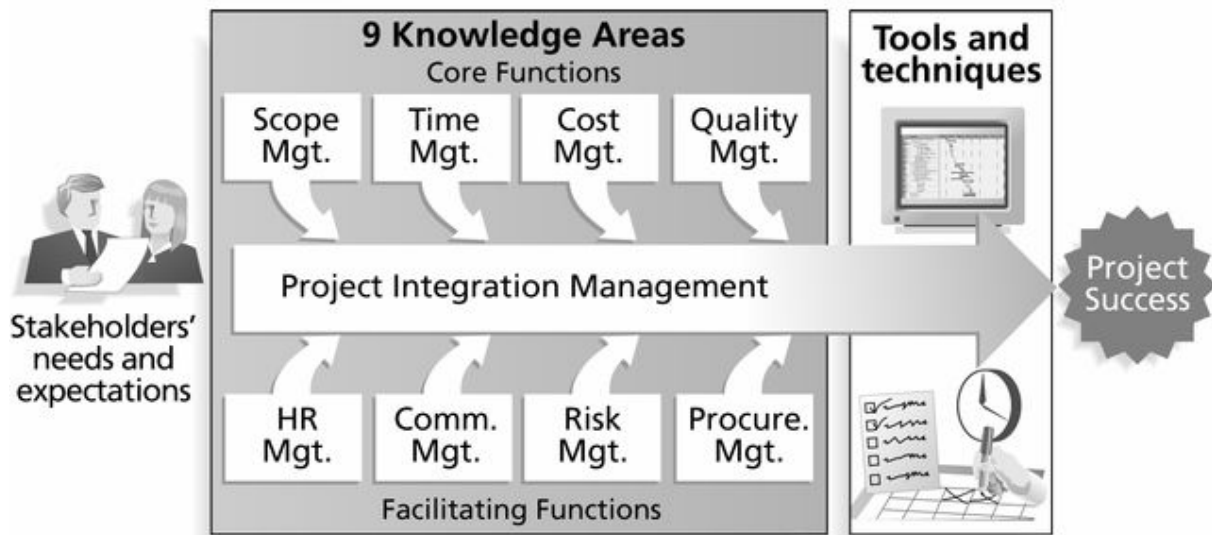 9 Knowledge Areas
Core Functions
Scope
Mgt.
Time
Mgt.
Cost
Mgt.
Quality
Mgt.
Project Integration Management
HR
Mgt.
Comm.
Mgt.
Risk
Mgt.
Procure.
Mgt.
Facilitating Functions
Stakeholders’
needs and
expectations
Tools and
techniques
Project
Success